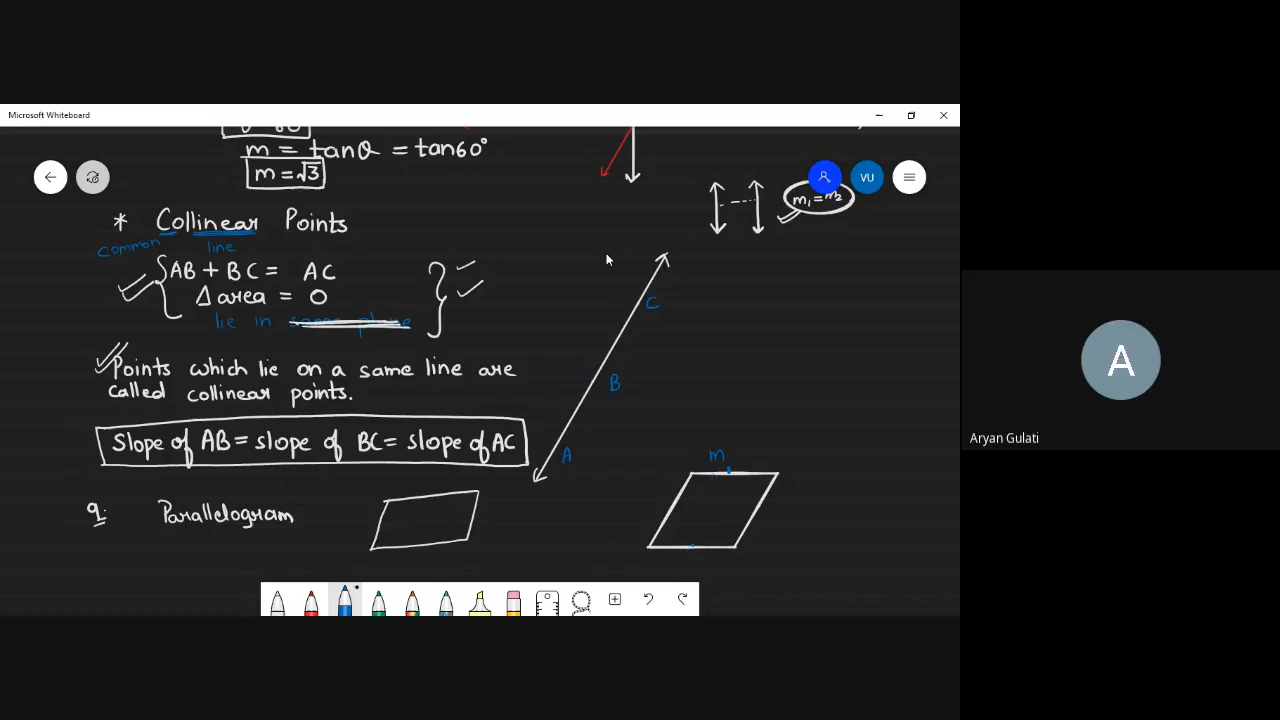 Microsoft Whiteboard
m = tanθ = tan60°
m = √3
VU
m₁ = m₂
* Collinear Points
common line
AB + BC = AC
Δ area = 0
lie in same plane
C
Points which lie on a same line are
called collinear points.
B
Slope of AB = slope of BC = slope of AC
A
m
q. Parallelogram
A
Aryan Gulati